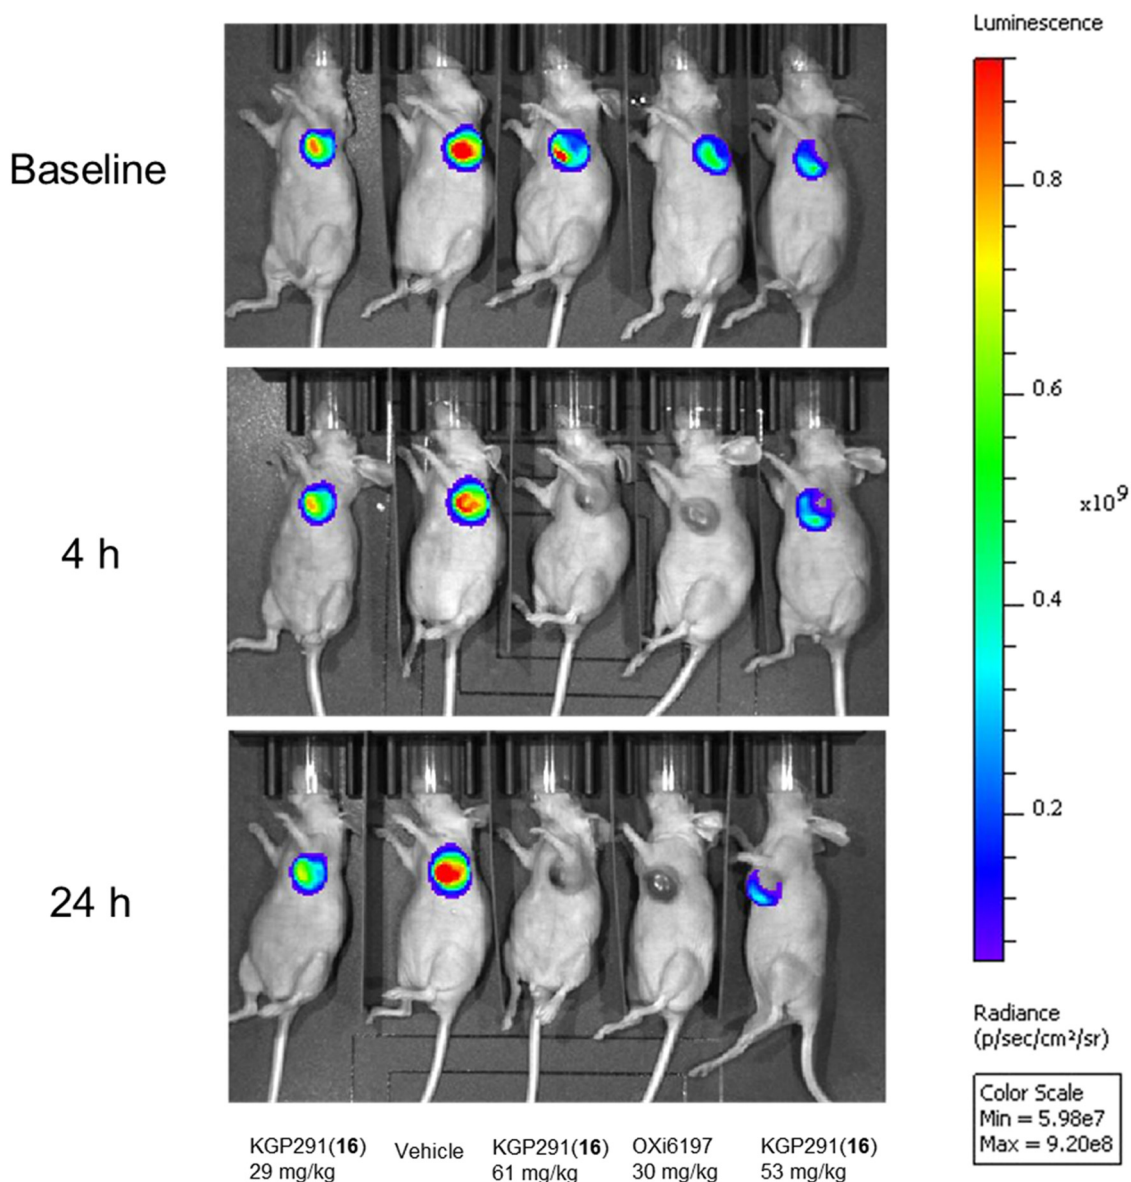 Luminescence
Baseline
0.8
0.6
x10⁹
0.4
4 h
0.2
24 h
Radiance
(p/sec/cm²/sr)
Color Scale
Min = 5.98e7
Max = 9.20e8
KGP291(16)
29 mg/kg
Vehicle
KGP291(16)
61 mg/kg
OXi6197
30 mg/kg
KGP291(16)
53 mg/kg